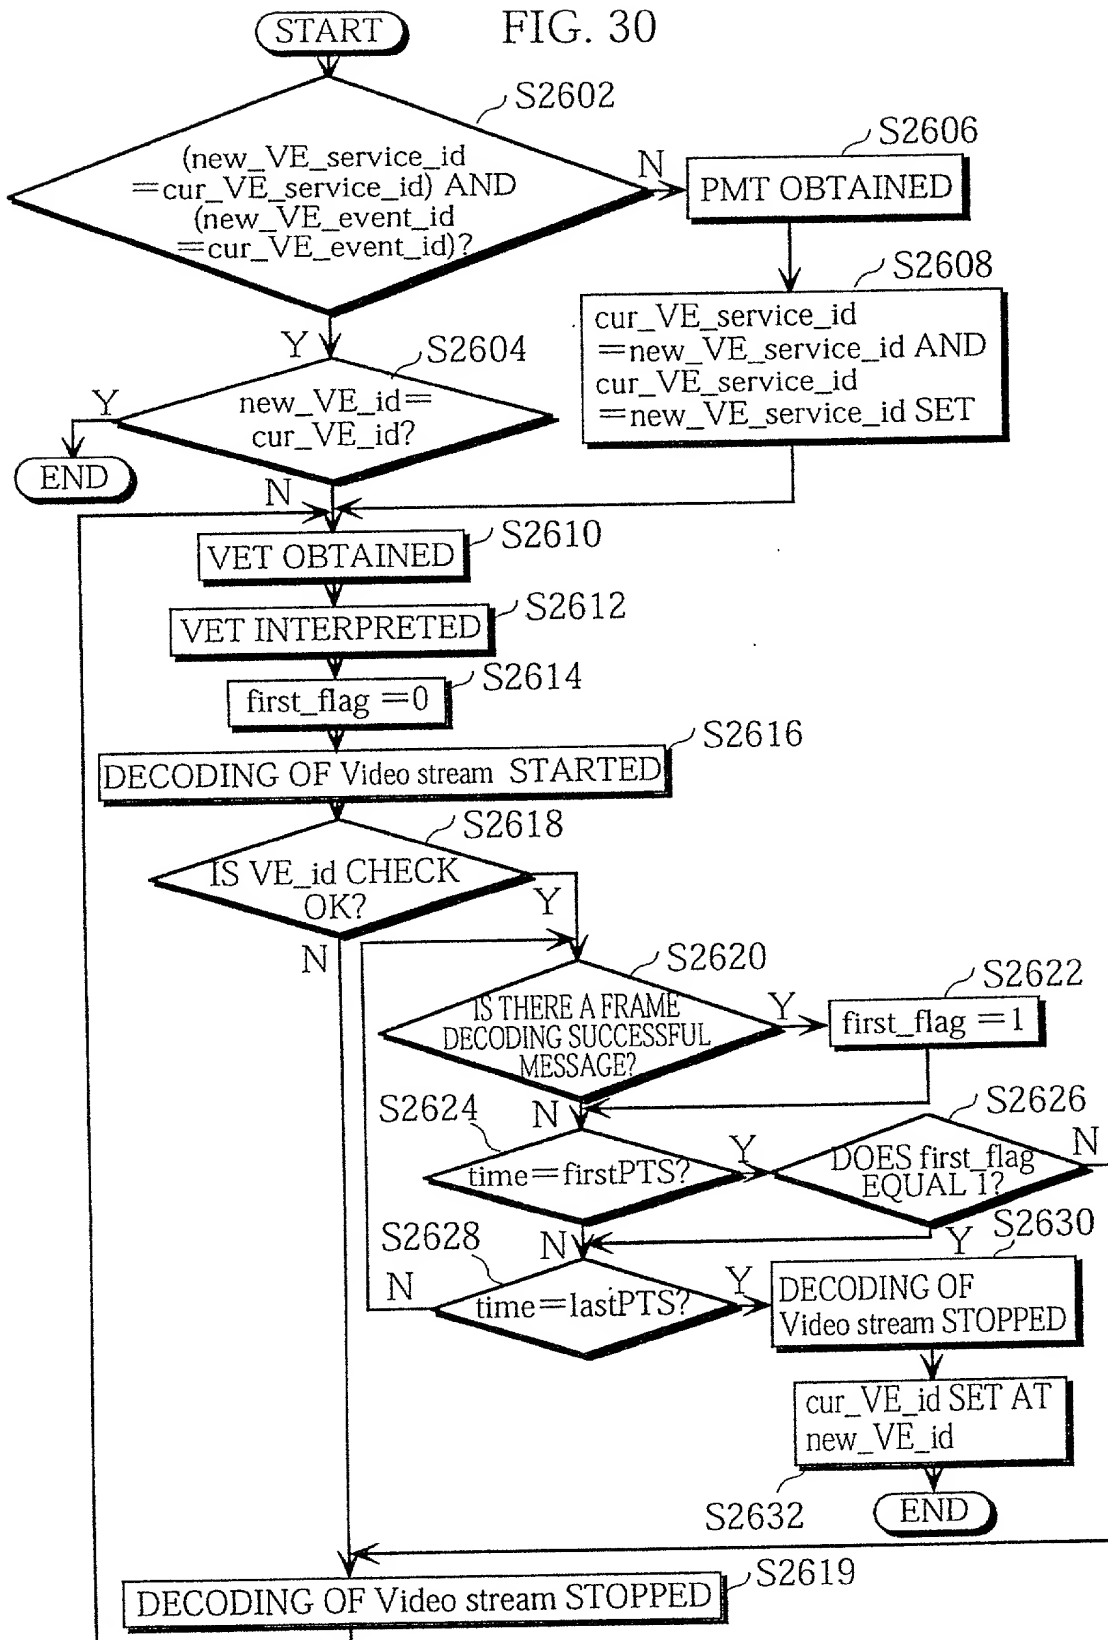 FIG. 30
START
S2602
(new_VE_service_id
=cur_VE_service_id) AND
(new_VE_event_id
=cur_VE_event_id)?
N
S2606
PMT OBTAINED
S2608
cur_VE_service_id
=new_VE_service_id AND
cur_VE_service_id
=new_VE_service_id SET
Y
S2604
new_VE_id=
cur_VE_id?
Y
END
N
S2610
VET OBTAINED
S2612
VET INTERPRETED
S2614
first_flag =0
S2616
DECODING OF Video stream STARTED
S2618
IS VE_id CHECK
OK?
Y
N
S2620
IS THERE A FRAME
DECODING SUCCESSFUL
MESSAGE?
Y
S2622
first_flag =1
N
S2624
time=firstPTS?
Y
S2626
DOES first_flag
EQUAL 1?
N
Y
N
S2628
time=lastPTS?
N
Y
S2630
DECODING OF
Video stream STOPPED
cur_VE_id SET AT
new_VE_id
S2632
END
S2619
DECODING OF Video stream STOPPED